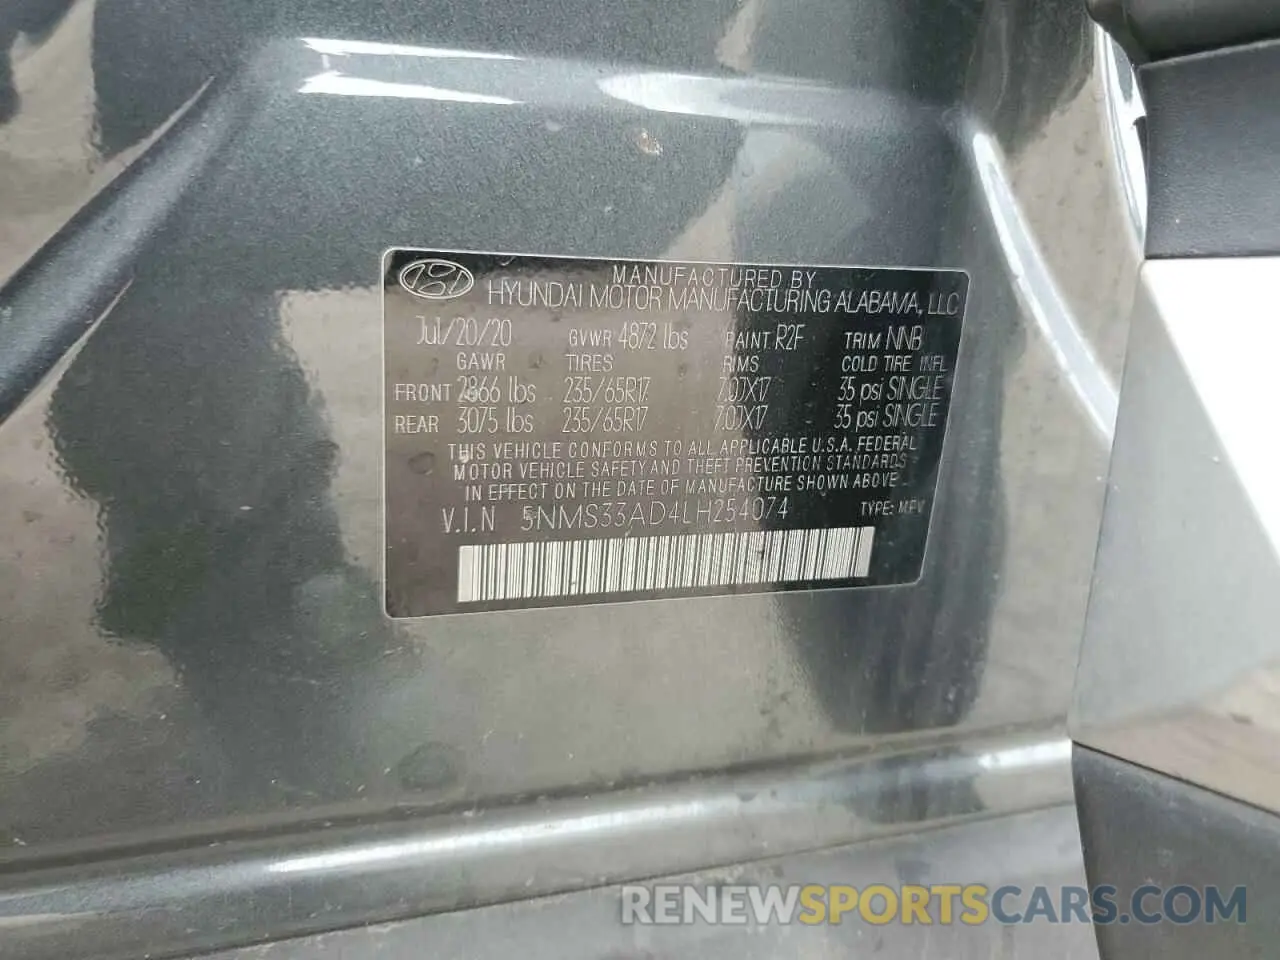 MANUFACTURED BY
HYUNDAI MOTOR MANUFACTURING ALABAMA, LLC
Jul/20/20 GVWR 4872 lbs PAINT R2F TRIM NNB
GAWR TIRES RIMS COLD TIRE INFL
FRONT 2866 lbs 235/65R17 7.0JX17 35 psi SINGLE
REAR 3075 lbs 235/65R17 7.0JX17 35 psi SINGLE
THIS VEHICLE CONFORMS TO ALL APPLICABLE U.S.A. FEDERAL
MOTOR VEHICLE SAFETY AND THEFT PREVENTION STANDARDS
IN EFFECT ON THE DATE OF MANUFACTURE SHOWN ABOVE.
V.I.N 5NMS33AD4LH254074 TYPE: MPV
RENEWSPORTSCARS.COM